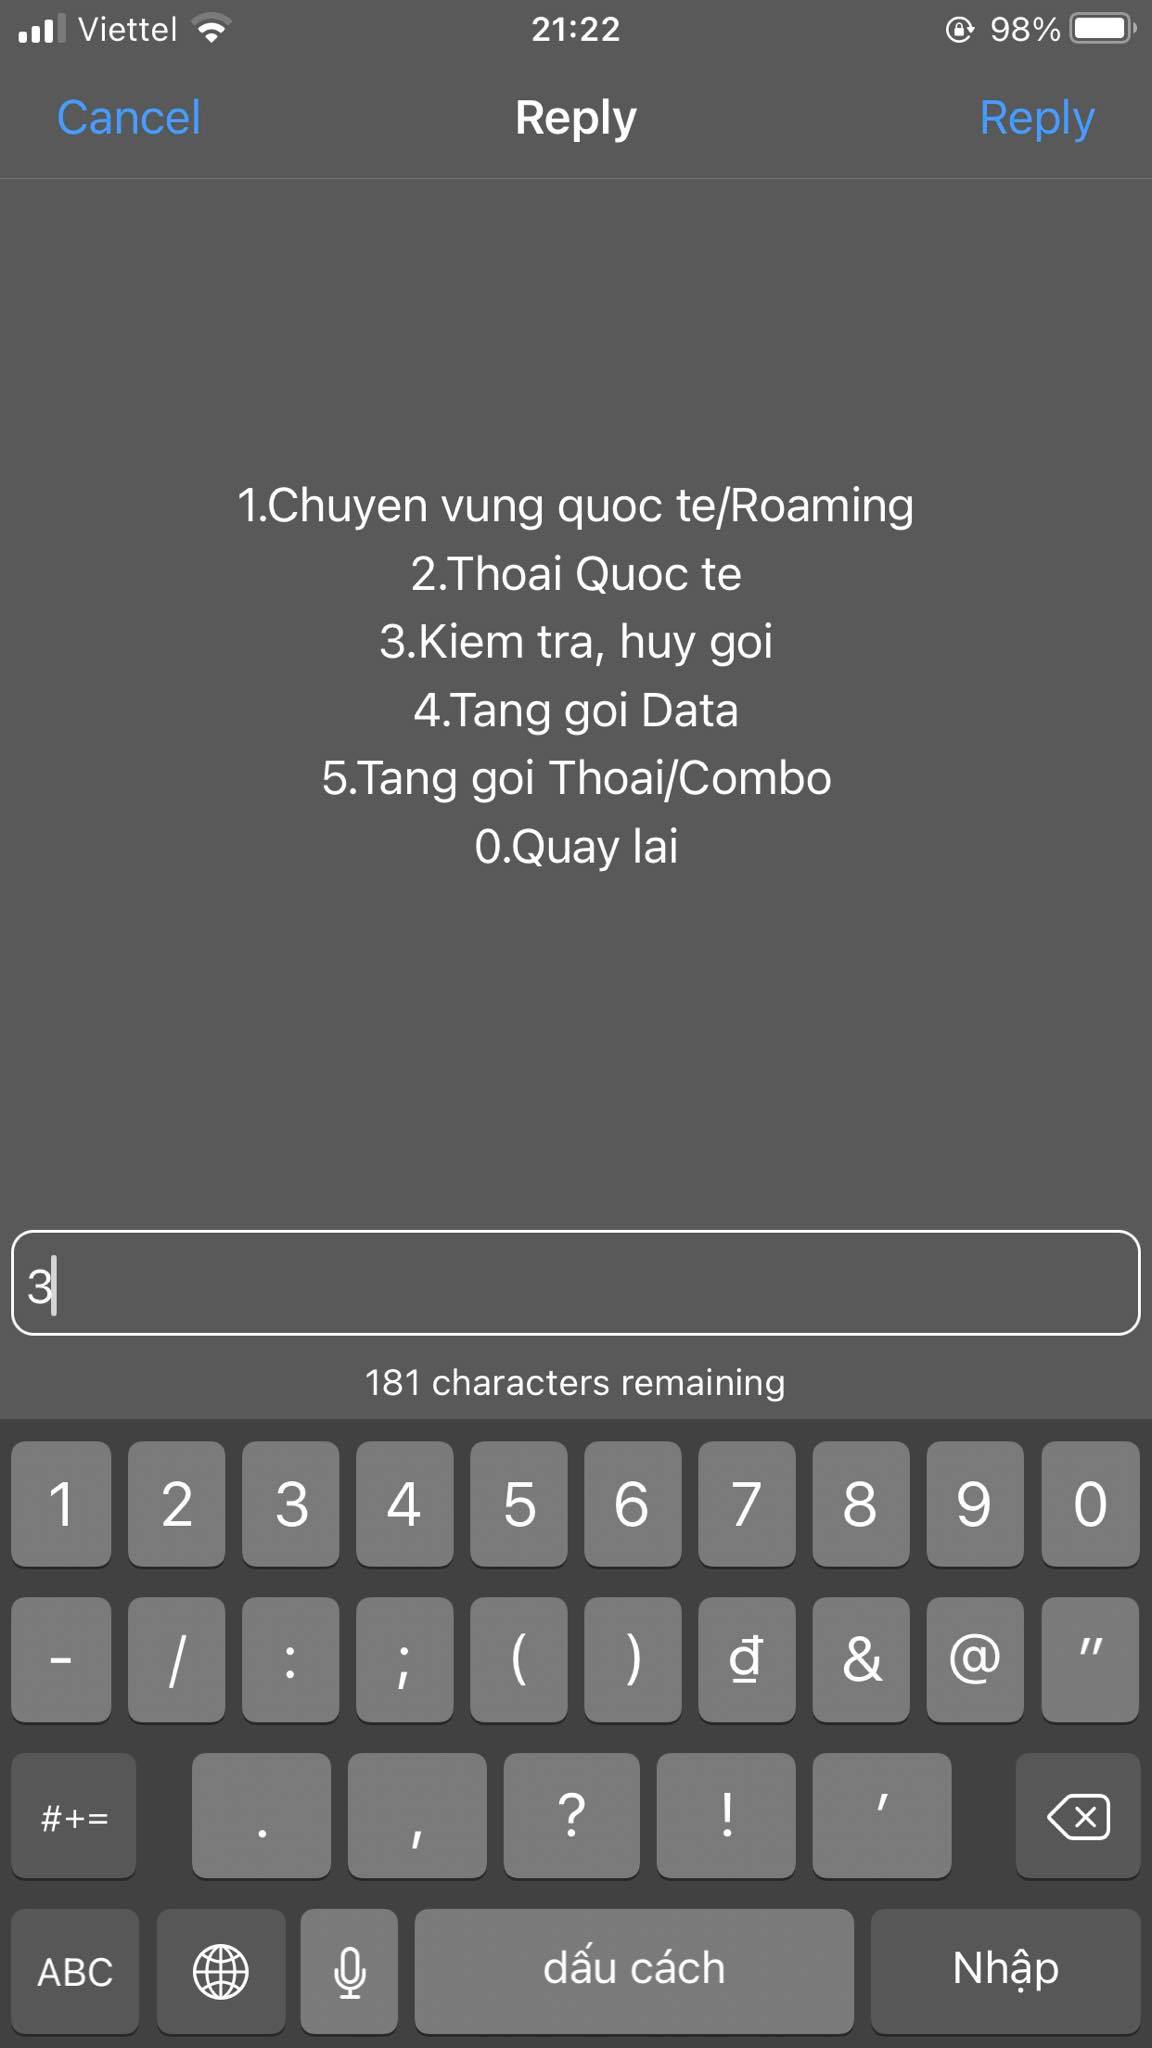 Viettel 21:22 98%
Cancel Reply Reply
1.Chuyen vung quoc te/Roaming
2.Thoai Quoc te
3.Kiem tra, huy goi
4.Tang goi Data
5.Tang goi Thoai/Combo
0.Quay lai
3
181 characters remaining
1 2 3 4 5 6 7 8 9 0
- / : ; ( ) ₫ & @ "
#+= . , ? ! '
ABC dấu cách Nhập